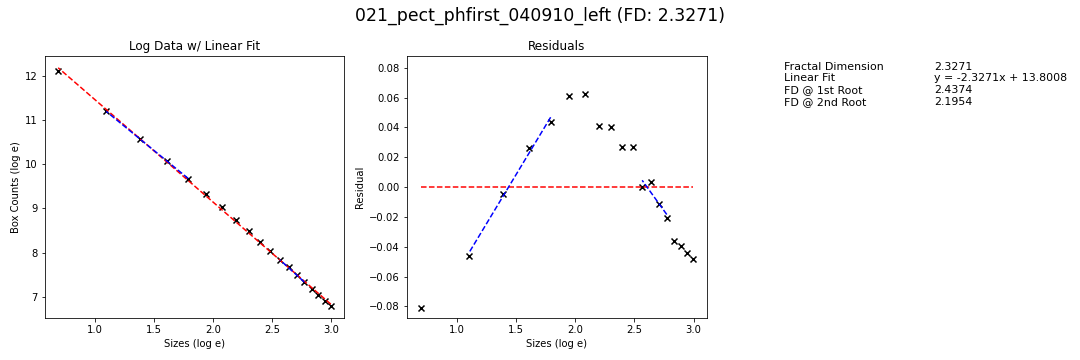 021_pect_phfirst_040910_left (FD: 2.3271)
Log Data w/ Linear Fit
Box Counts (log e)
12
11
10
9
8
7
1.0 1.5 2.0 2.5 3.0
Sizes (log e)
Residuals
Residual
0.08
0.06
0.04
0.02
0.00
−0.02
−0.04
−0.06
−0.08
1.0 1.5 2.0 2.5 3.0
Sizes (log e)
Fractal Dimension 2.3271
Linear Fit y = -2.3271x + 13.8008
FD @ 1st Root 2.4374
FD @ 2nd Root 2.1954